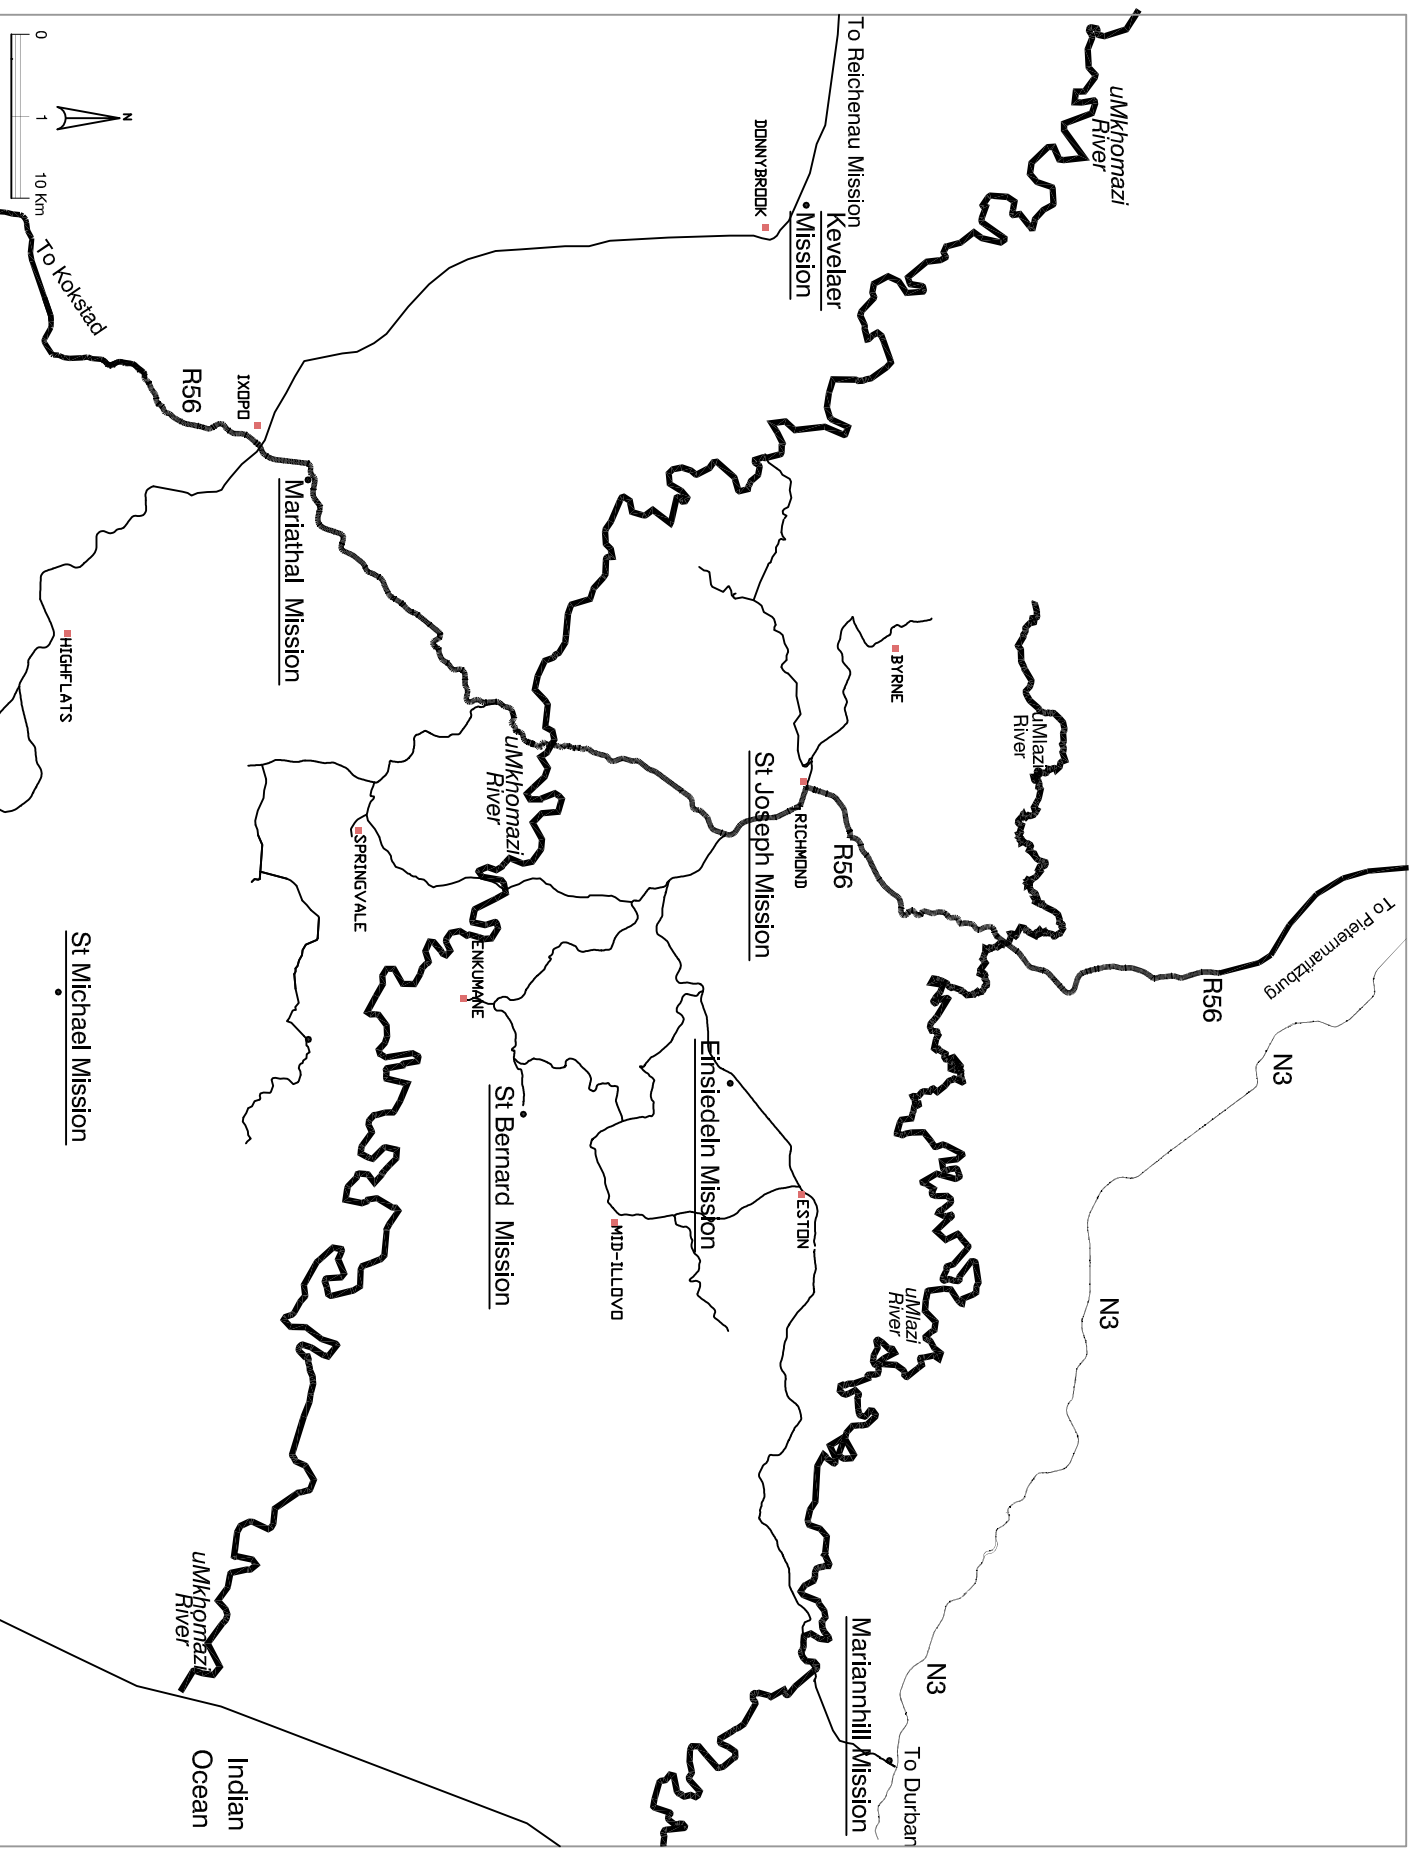 To Pietermaritzburg
N3
R56
uMkhomazi
River
N3
uMlazi
River
N3
To Durban
uMlazi
River
BYRNE
To Reichenau Mission
Mariannhill Mission
R56
Kevelaer
Mission
RICHMOND
ESTON
DONNYBROOK
St Joseph Mission
Einsiedeln Mission
MID-ILLOVO
uMkhomazi
River
St Bernard Mission
ENKUMANE
SPRINGVALE
Mariathal Mission
IXOPO
Indian
Ocean
R56
uMkhomazi
River
N
To Kokstad
St Michael Mission
HIGHFLATS
0 1 10 Km